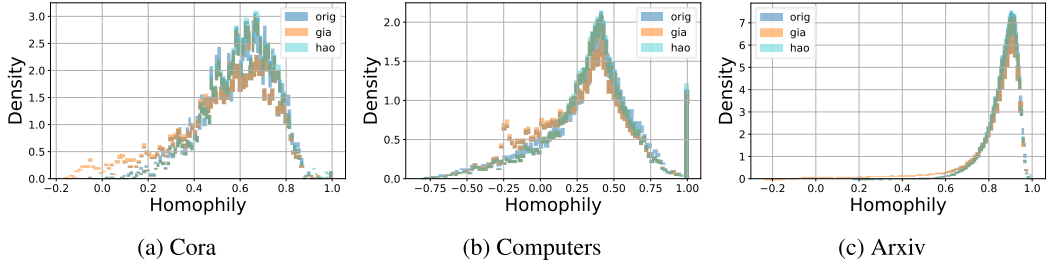 Density
3.0
2.5
2.0
1.5
1.0
0.5
0.0
−0.2 0.0 0.2 0.4 0.6 0.8 1.0
Homophily
orig
gia
hao
(a) Cora
Density
2.0
1.5
1.0
0.5
0.0
−0.75 −0.50 −0.25 0.00 0.25 0.50 0.75 1.00
Homophily
orig
gia
hao
(b) Computers
Density
7
6
5
4
3
2
1
0
−0.2 0.0 0.2 0.4 0.6 0.8 1.0
Homophily
orig
gia
hao
(c) Arxiv